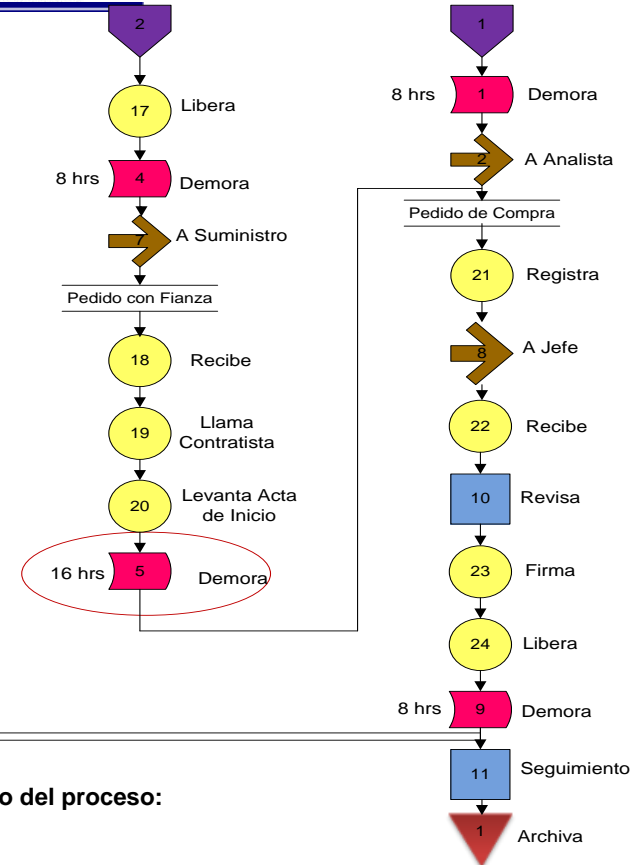 2
17
Libera
8 hrs
4
Demora
7
A Suministro
Pedido con Fianza
18
Recibe
19
Llama
Contratista
20
Levanta Acta
de Inicio
16 hrs
5
Demora
1
8 hrs
1
Demora
2
A Analista
Pedido de Compra
21
Registra
8
A Jefe
22
Recibe
10
Revisa
23
Firma
24
Libera
8 hrs
9
Demora
11
Seguimiento
1
Archiva
o del proceso: